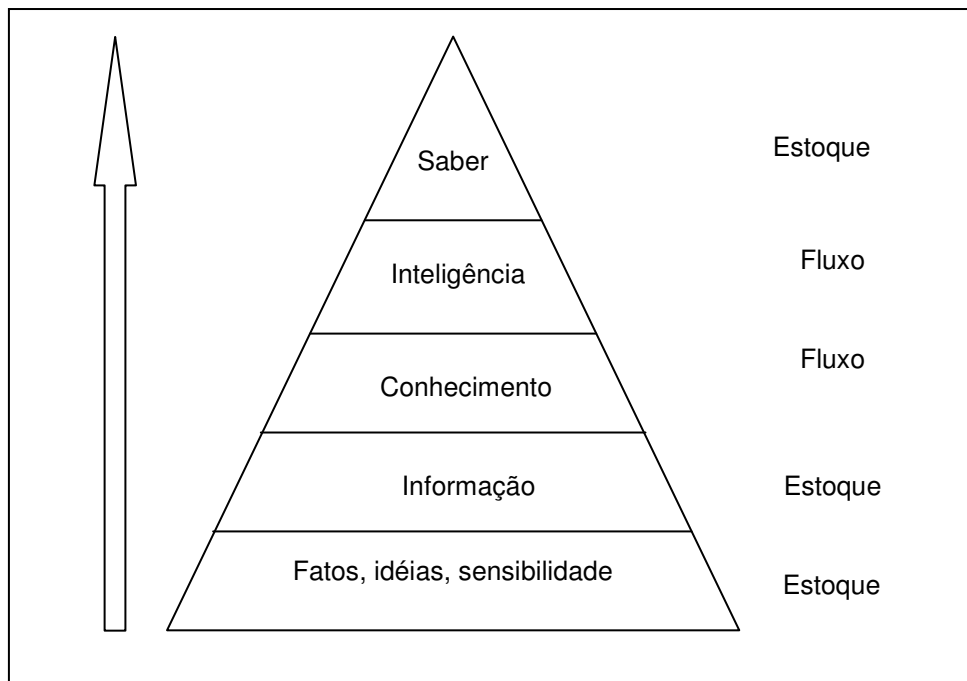 Saber
Estoque
Inteligência
Fluxo
Conhecimento
Fluxo
Informação
Estoque
Fatos, idéias, sensibilidade
Estoque